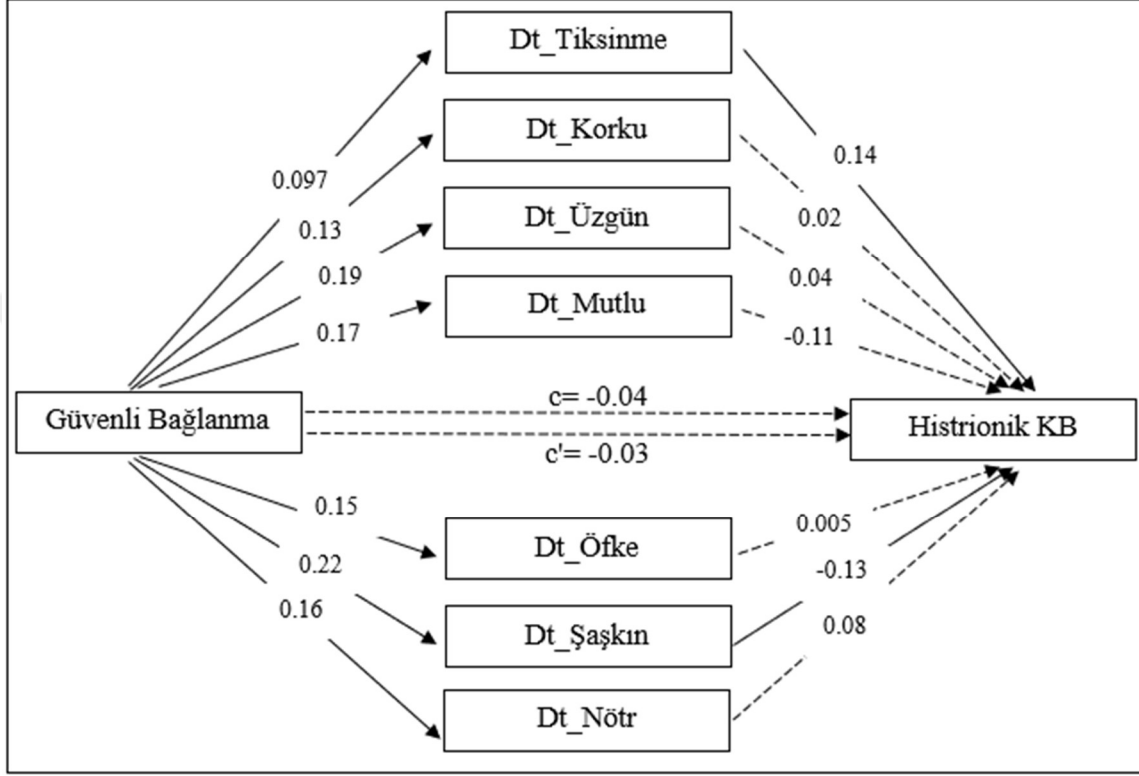 Dt_Tiksinme
Dt_Korku
0.14
0.097
Dt_Üzgün
0.02
0.13
0.19
0.04
Dt_Mutlu
0.17
-0.11
c= -0.04
Güvenli Bağlanma
Histrionik KB
c'= -0.03
0.15
0.005
Dt_Öfke
0.22
-0.13
0.16
Dt_Şaşkın
0.08
Dt_Nötr